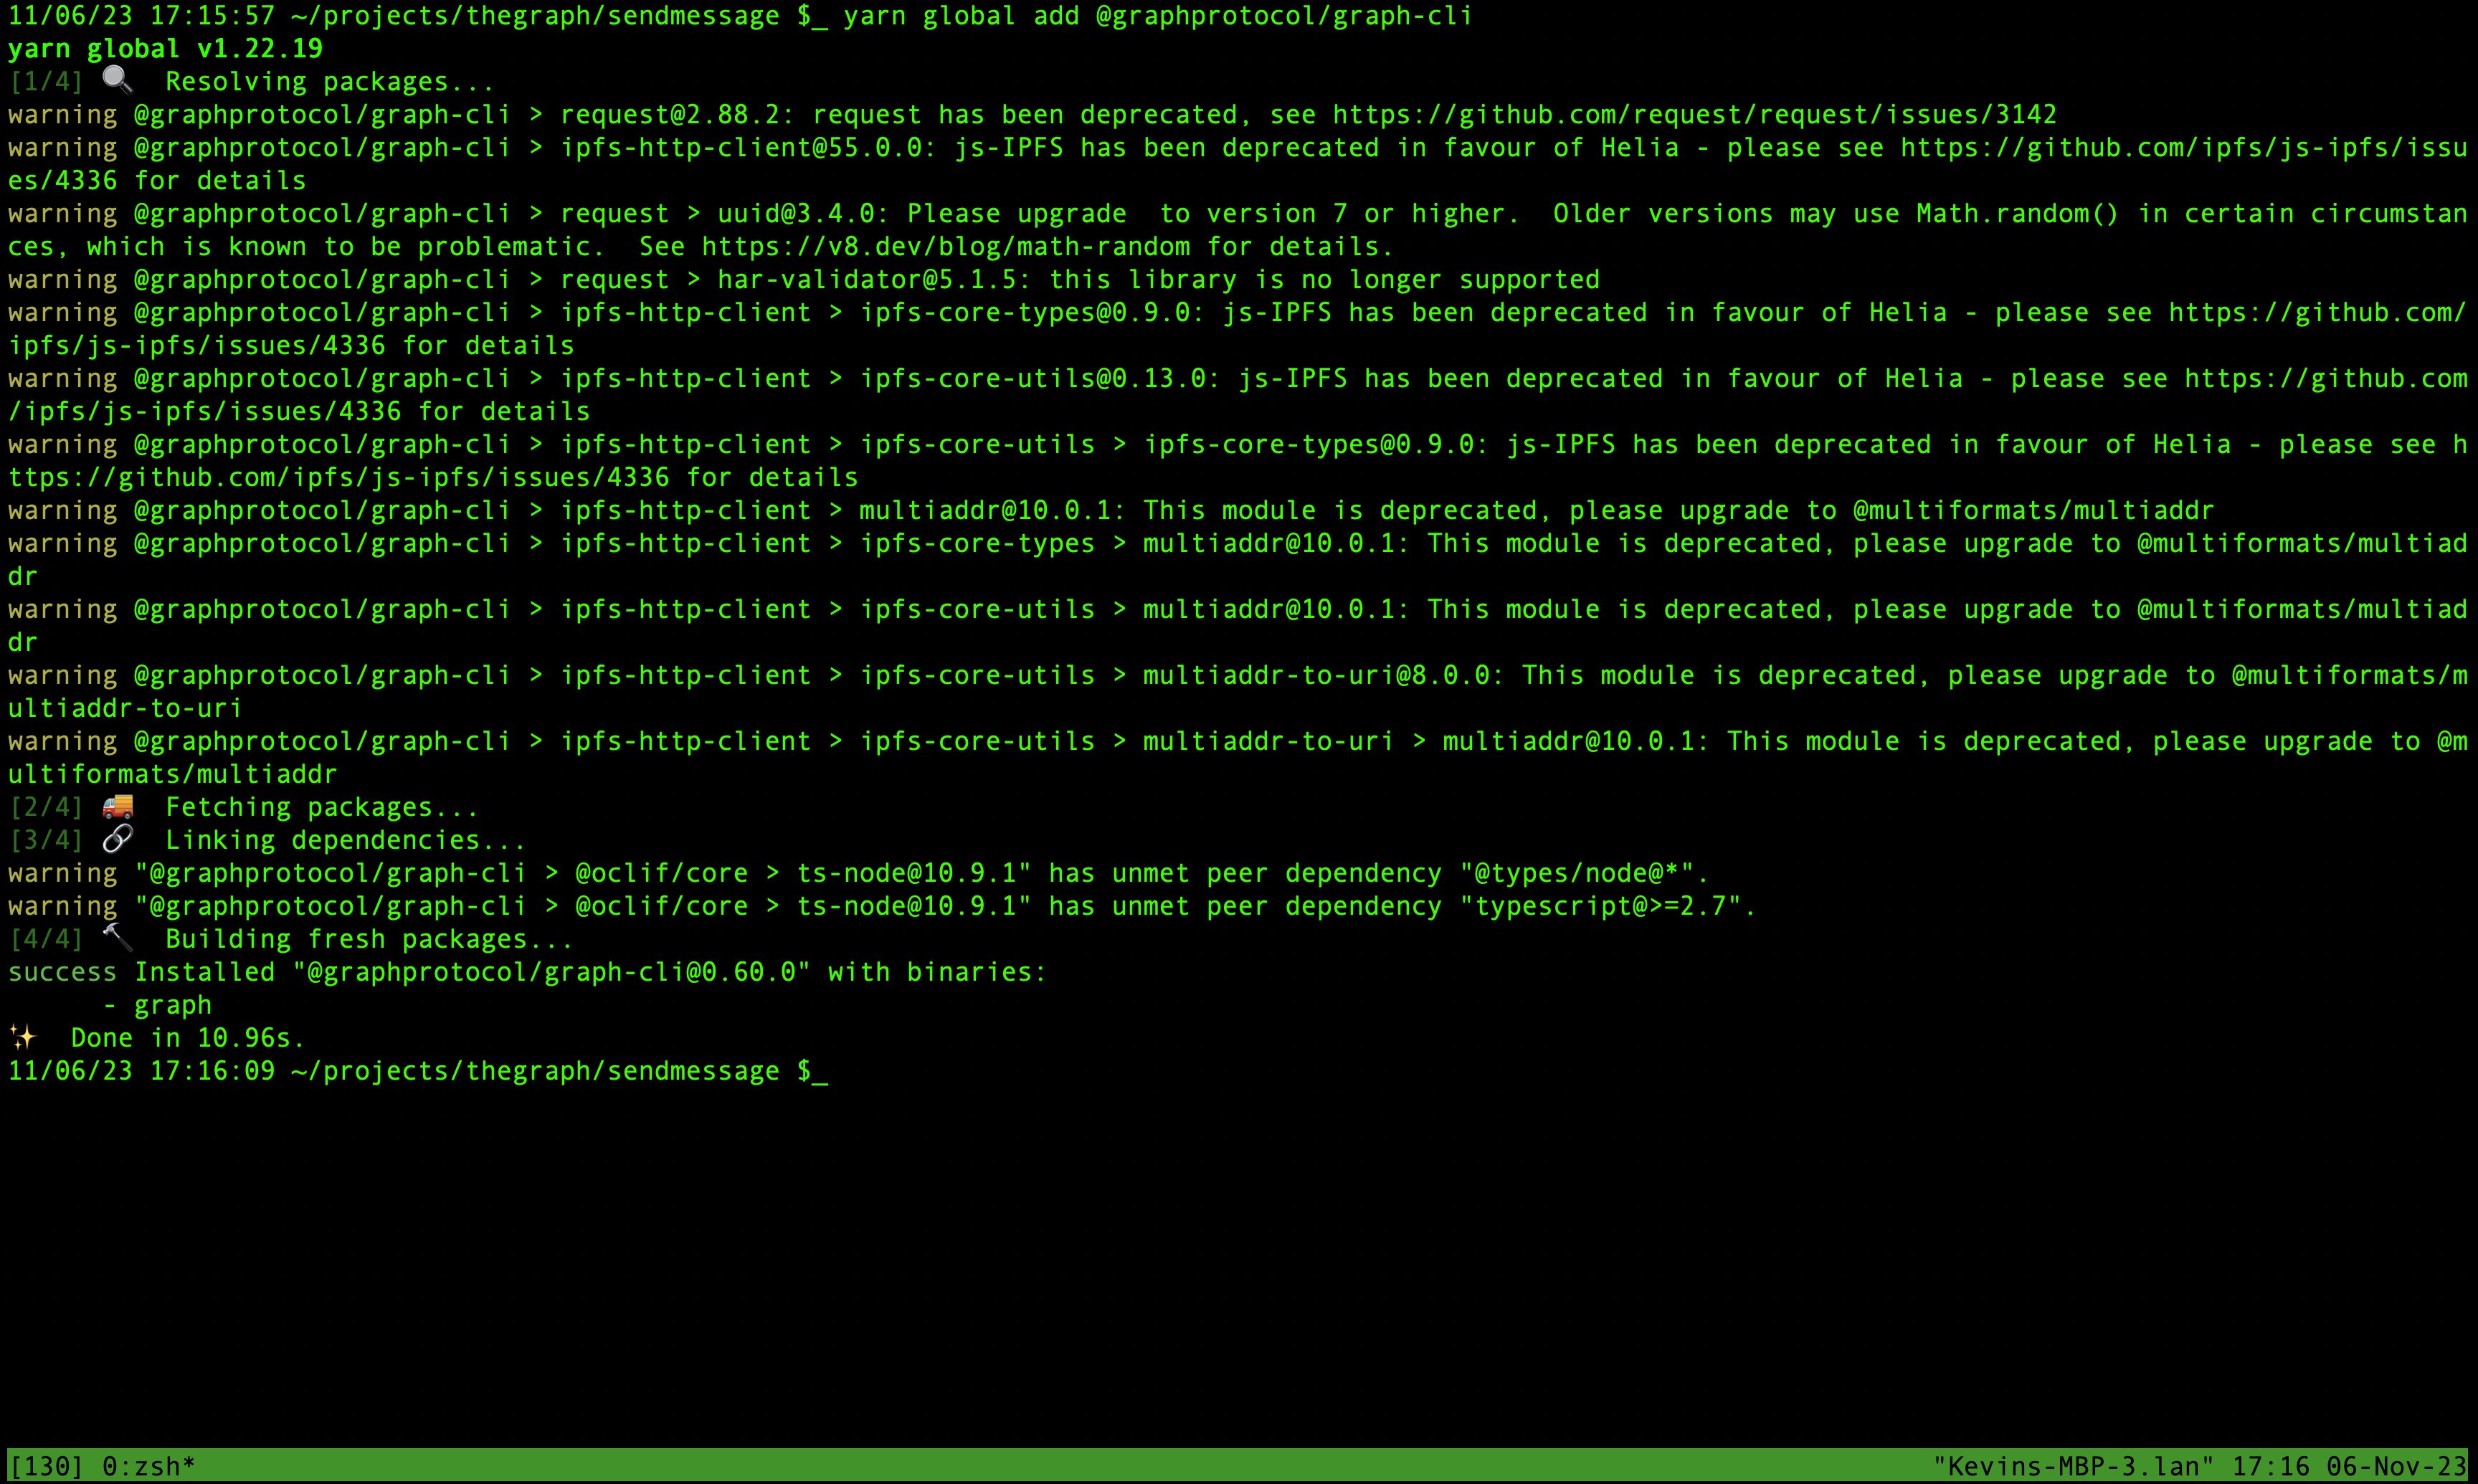 11/06/23 17:15:57 ~/projects/thegraph/sendmessage $_ yarn global add @graphprotocol/graph-cli
yarn global v1.22.19
[1/4] 🔍  Resolving packages...
warning @graphprotocol/graph-cli > request@2.88.2: request has been deprecated, see https://github.com/request/request/issues/3142
warning @graphprotocol/graph-cli > ipfs-http-client@55.0.0: js-IPFS has been deprecated in favour of Helia - please see https://github.com/ipfs/js-ipfs/issu
es/4336 for details
warning @graphprotocol/graph-cli > request > uuid@3.4.0: Please upgrade  to version 7 or higher.  Older versions may use Math.random() in certain circumstan
ces, which is known to be problematic.  See https://v8.dev/blog/math-random for details.
warning @graphprotocol/graph-cli > request > har-validator@5.1.5: this library is no longer supported
warning @graphprotocol/graph-cli > ipfs-http-client > ipfs-core-types@0.9.0: js-IPFS has been deprecated in favour of Helia - please see https://github.com/
ipfs/js-ipfs/issues/4336 for details
warning @graphprotocol/graph-cli > ipfs-http-client > ipfs-core-utils@0.13.0: js-IPFS has been deprecated in favour of Helia - please see https://github.com
/ipfs/js-ipfs/issues/4336 for details
warning @graphprotocol/graph-cli > ipfs-http-client > ipfs-core-utils > ipfs-core-types@0.9.0: js-IPFS has been deprecated in favour of Helia - please see h
ttps://github.com/ipfs/js-ipfs/issues/4336 for details
warning @graphprotocol/graph-cli > ipfs-http-client > multiaddr@10.0.1: This module is deprecated, please upgrade to @multiformats/multiaddr
warning @graphprotocol/graph-cli > ipfs-http-client > ipfs-core-types > multiaddr@10.0.1: This module is deprecated, please upgrade to @multiformats/multiad
dr
warning @graphprotocol/graph-cli > ipfs-http-client > ipfs-core-utils > multiaddr@10.0.1: This module is deprecated, please upgrade to @multiformats/multiad
dr
warning @graphprotocol/graph-cli > ipfs-http-client > ipfs-core-utils > multiaddr-to-uri@8.0.0: This module is deprecated, please upgrade to @multiformats/m
ultiaddr-to-uri
warning @graphprotocol/graph-cli > ipfs-http-client > ipfs-core-utils > multiaddr-to-uri > multiaddr@10.0.1: This module is deprecated, please upgrade to @m
ultiformats/multiaddr
[2/4] 🚚  Fetching packages...
[3/4] 🔗  Linking dependencies...
warning "@graphprotocol/graph-cli > @oclif/core > ts-node@10.9.1" has unmet peer dependency "@types/node@*".
warning "@graphprotocol/graph-cli > @oclif/core > ts-node@10.9.1" has unmet peer dependency "typescript@>=2.7".
[4/4] 🔨  Building fresh packages...
success Installed "@graphprotocol/graph-cli@0.60.0" with binaries:
      - graph
✨  Done in 10.96s.
11/06/23 17:16:09 ~/projects/thegraph/sendmessage $_
[130] 0:zsh* "Kevins-MBP-3.lan" 17:16 06-Nov-23